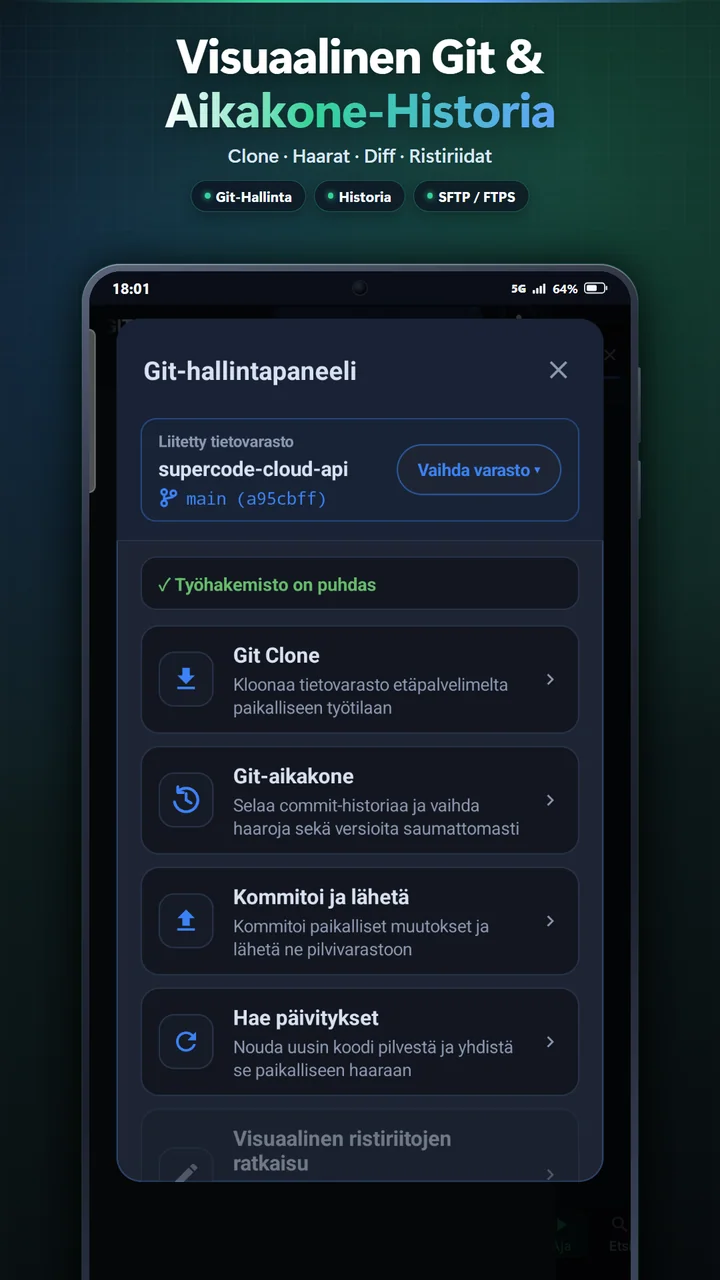 Visuaalinen Git &
Aikakone-Historia
Clone · Haarat · Diff · Ristiriidat
Git-Hallinta
Historia
SFTP / FTPS
18:01
5G
64%
Git-hallintapaneeli
Liitetty tietovarasto
supercode-cloud-api
Vaihda varasto ▾
main (a95cbff)
✓ Työhakemisto on puhdas
Git Clone
Kloonaa tietovarasto etäpalvelimelta
paikalliseen työtilaan
Git-aikakone
Selaa commit-historiaa ja vaihda
haaroja sekä versioita saumattomasti
Kommitoi ja lähetä
Kommitoi paikalliset muutokset ja
lähetä ne pilvivarastoon
Hae päivitykset
Nouda uusin koodi pilvestä ja yhdistä
se paikalliseen haaraan
Visuaalinen ristiriitojen
ratkaisu